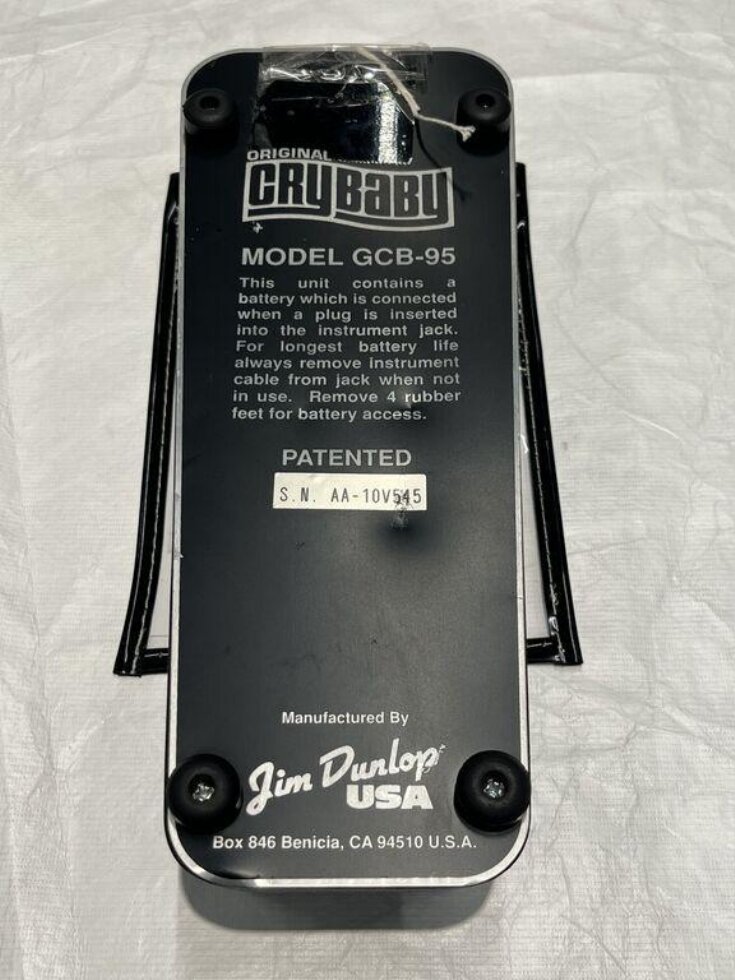 ORIGINAL
CRYBABY
MODEL GCB-95
This unit contains a
battery which is connected
when a plug is inserted
into the instrument jack.
For longest battery life
always remove instrument
cable from jack when not
in use. Remove 4 rubber
feet for battery access.
PATENTED
S.N. AA-10V545
Manufactured By
Jim Dunlop
USA
Box 846 Benicia, CA 94510 U.S.A.